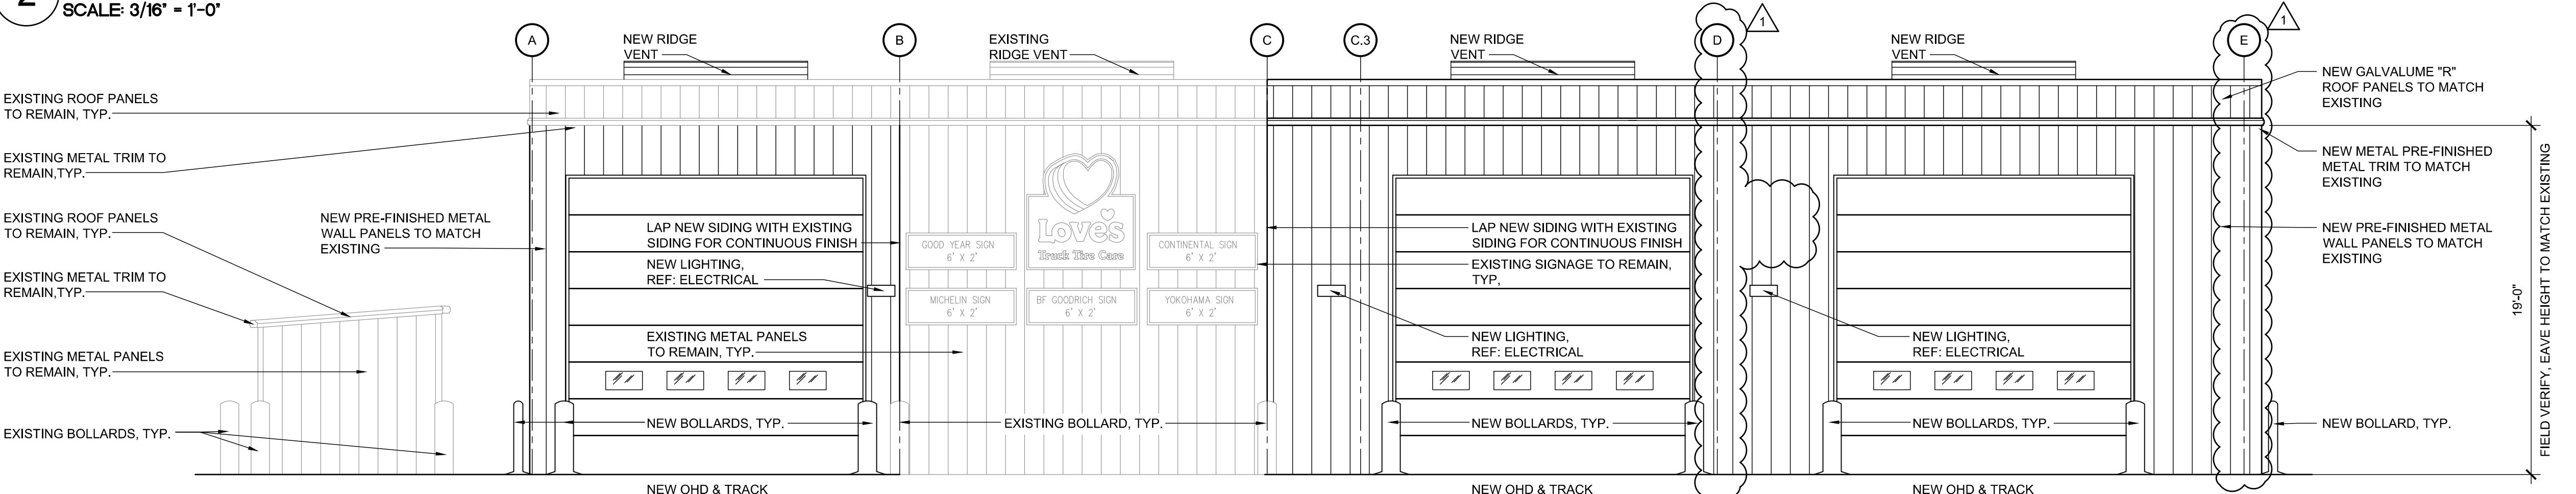 2
SCALE: 3/16" = 1'-0"
A
B
C
C.3
D
1
E
1
NEW RIDGE
VENT
EXISTING
RIDGE VENT
NEW RIDGE
VENT
NEW RIDGE
VENT
EXISTING ROOF PANELS
TO REMAIN, TYP.
EXISTING METAL TRIM TO
REMAIN,TYP.
EXISTING ROOF PANELS
TO REMAIN, TYP.
EXISTING METAL TRIM TO
REMAIN,TYP.
EXISTING METAL PANELS
TO REMAIN, TYP.
EXISTING BOLLARDS, TYP.
NEW PRE-FINISHED METAL
WALL PANELS TO MATCH
EXISTING
LAP NEW SIDING WITH EXISTING
SIDING FOR CONTINUOUS FINISH
NEW LIGHTING,
REF: ELECTRICAL
EXISTING METAL PANELS
TO REMAIN, TYP.
NEW BOLLARDS, TYP.
NEW OHD & TRACK
GOOD YEAR SIGN
6' X 2'
MICHELIN SIGN
6' X 2'
Love's
Truck Tire Care
BF GOODRICH SIGN
6' X 2'
CONTINENTAL SIGN
6' X 2'
YOKOHAMA SIGN
6' X 2'
EXISTING BOLLARD, TYP.
LAP NEW SIDING WITH EXISTING
SIDING FOR CONTINUOUS FINISH
EXISTING SIGNAGE TO REMAIN,
TYP,
NEW LIGHTING,
REF: ELECTRICAL
NEW BOLLARDS, TYP.
NEW OHD & TRACK
NEW LIGHTING,
REF: ELECTRICAL
NEW BOLLARDS, TYP.
NEW OHD & TRACK
NEW GALVALUME "R"
ROOF PANELS TO MATCH
EXISTING
NEW METAL PRE-FINISHED
METAL TRIM TO MATCH
EXISTING
NEW PRE-FINISHED METAL
WALL PANELS TO MATCH
EXISTING
NEW BOLLARD, TYP.
19'-0"
FIELD VERIFY, EAVE HEIGHT TO MATCH EXISTING